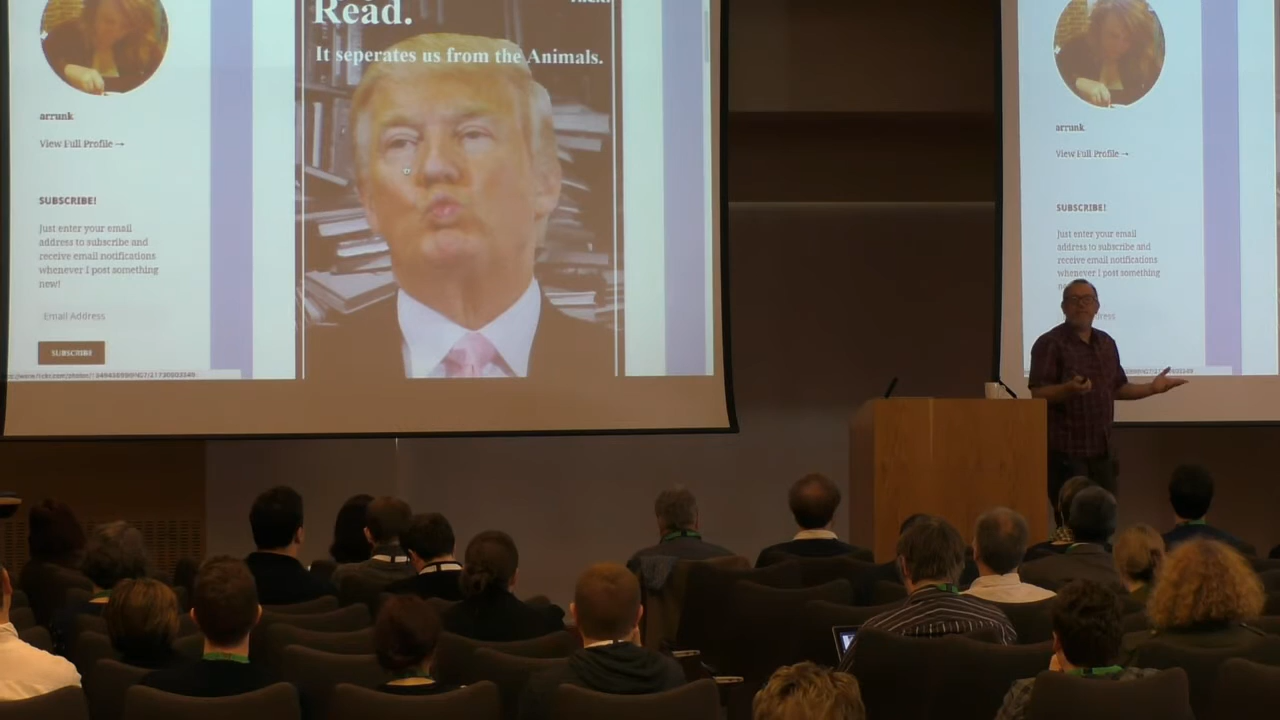 Read.
It seperates us from the Animals.
arrunk
View Full Profile →
SUBSCRIBE!
Just enter your email
address to subscribe and
receive email notifications
whenever I post something
new!
Email Address
SUBSCRIBE
arrunk
View Full Profile →
SUBSCRIBE!
Just enter your email
address to subscribe and
receive email notifications
whenever I post something